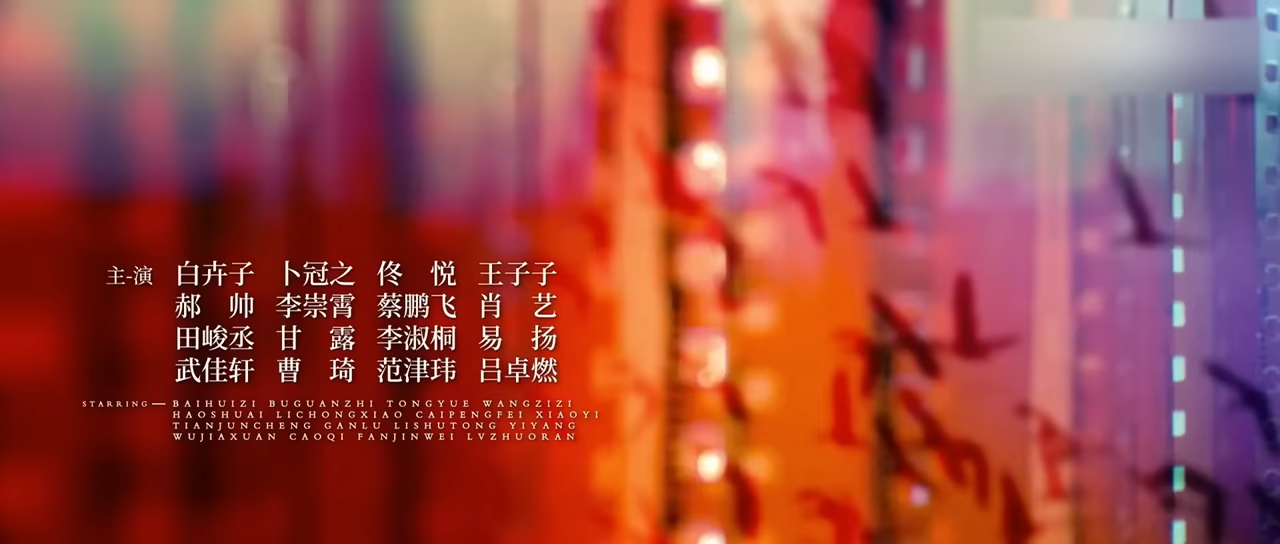 主-演 白卉子 卜冠之 佟 悦 王子子
郝 帅 李崇霄 蔡鹏飞 肖 艺
田峻丞 甘 露 李淑桐 易 扬
武佳轩 曹 琦 范津玮 吕卓燃
STARRING—BAIHUIZI BUGUANZHI TONGYUE WANGZIZI
HAOSHUAI LICHONGXIAO CAIPENGFEI XIAOYI
TIANJUNCHENG GANLU LISHUTONG YIYANG
WUJIAXUAN CAOQI FANJINWEI LVZHUORAN